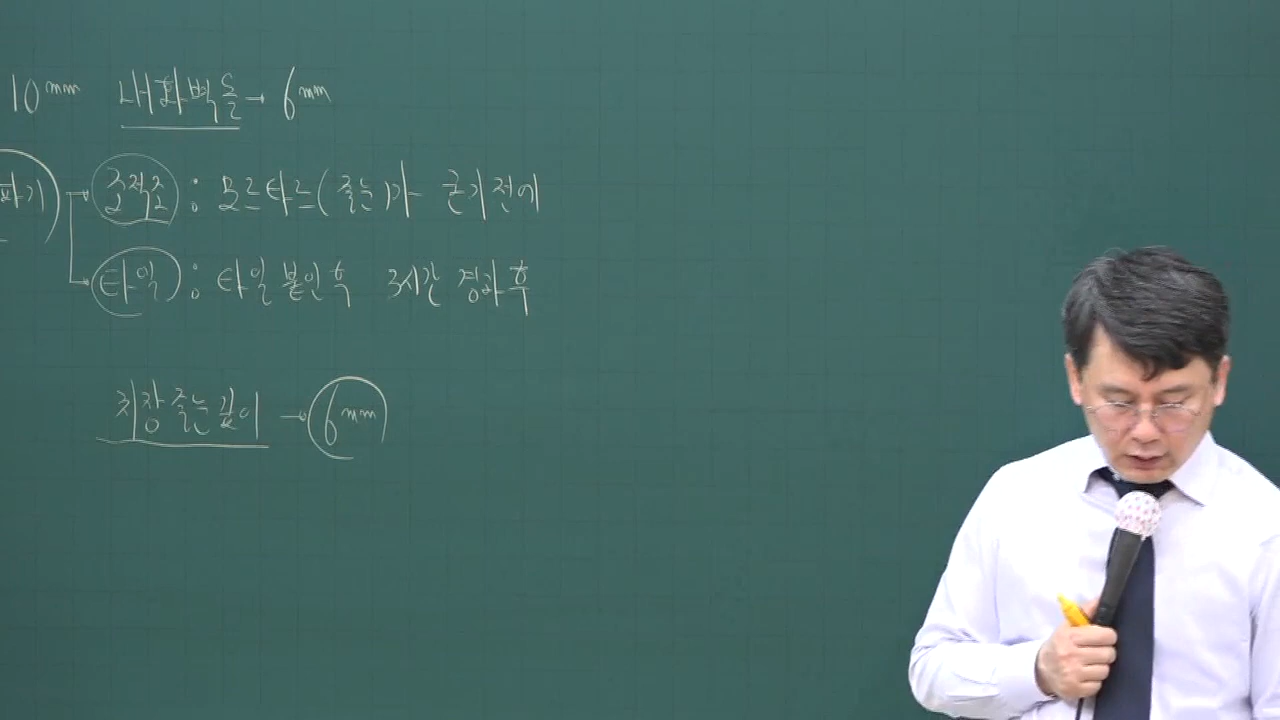 10mm 내화벽돌 → 6mm
파기 → 조적조 : 모르타르(줄눈)가 굳기전에
→ 타일 : 타일 붙인후 3시간 경과후
치장줄눈깊이 → 6mm